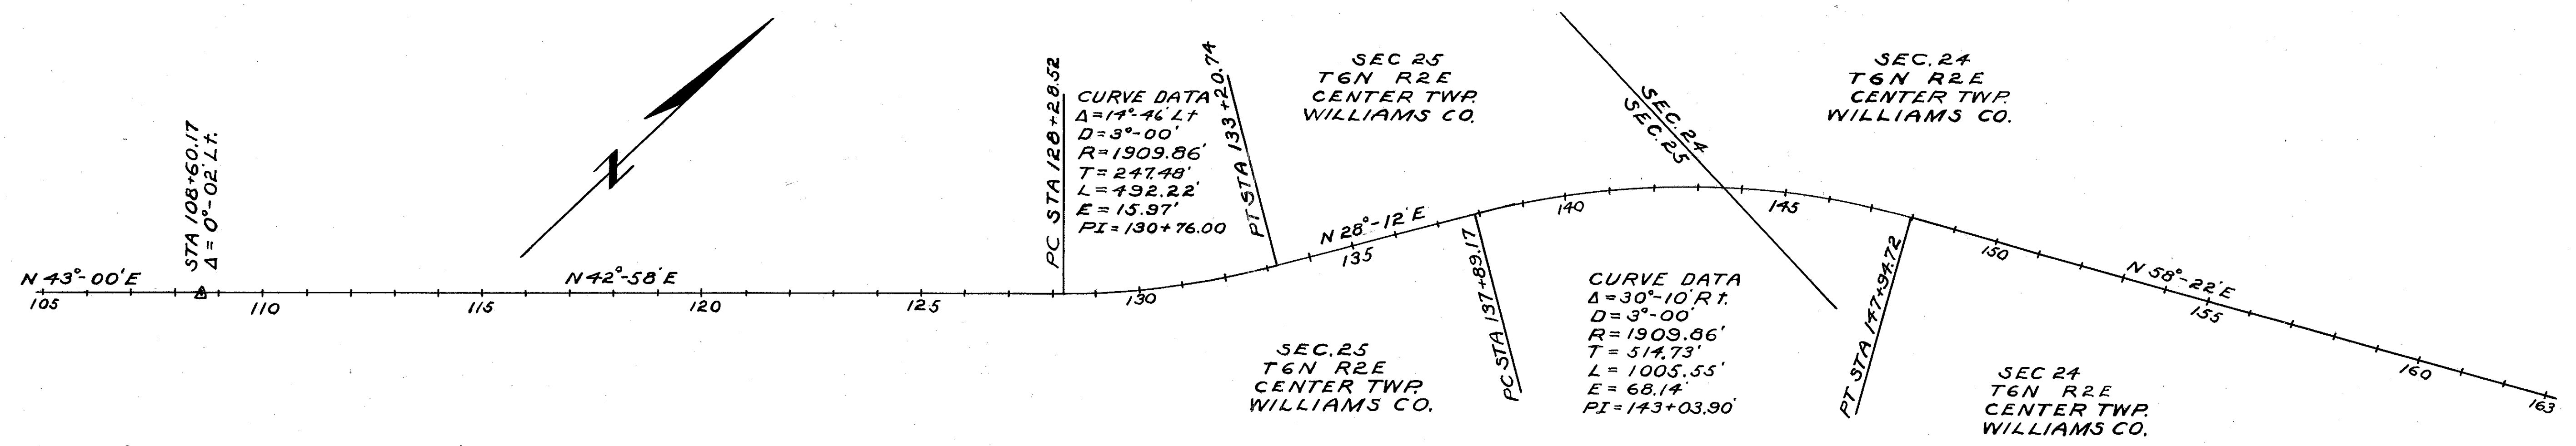 N 43°-00' E
105
STA 108+60.17
Δ = 0°-02' Lt.
110
115
N
N 42°-58' E
120
125
PC STA 128+28.52
CURVE DATA
Δ = 14°-46' Lt
D = 3°-00'
R = 1909.86'
T = 247.48'
L = 492.22'
E = 15.97'
PI = 130+76.00
130
PT STA 133+20.74
SEC 25
T6N R2E
CENTER TWP.
WILLIAMS CO.
N 28°-12' E
135
SEC. 25
T6N R2E
CENTER TWP.
WILLIAMS CO.
PC STA 137+89.17
140
SEC. 24
SEC. 25
145
CURVE DATA
Δ = 30°-10' Rt.
D = 3°-00'
R = 1909.86'
T = 514.73'
L = 1005.55'
E = 68.14'
PI = 143+03.90'
SEC. 24
T6N R2E
CENTER TWP.
WILLIAMS CO.
PT STA 147+94.72
150
N 58°-22' E
155
160
163
SEC 24
T6N R2E
CENTER TWP.
WILLIAMS CO.